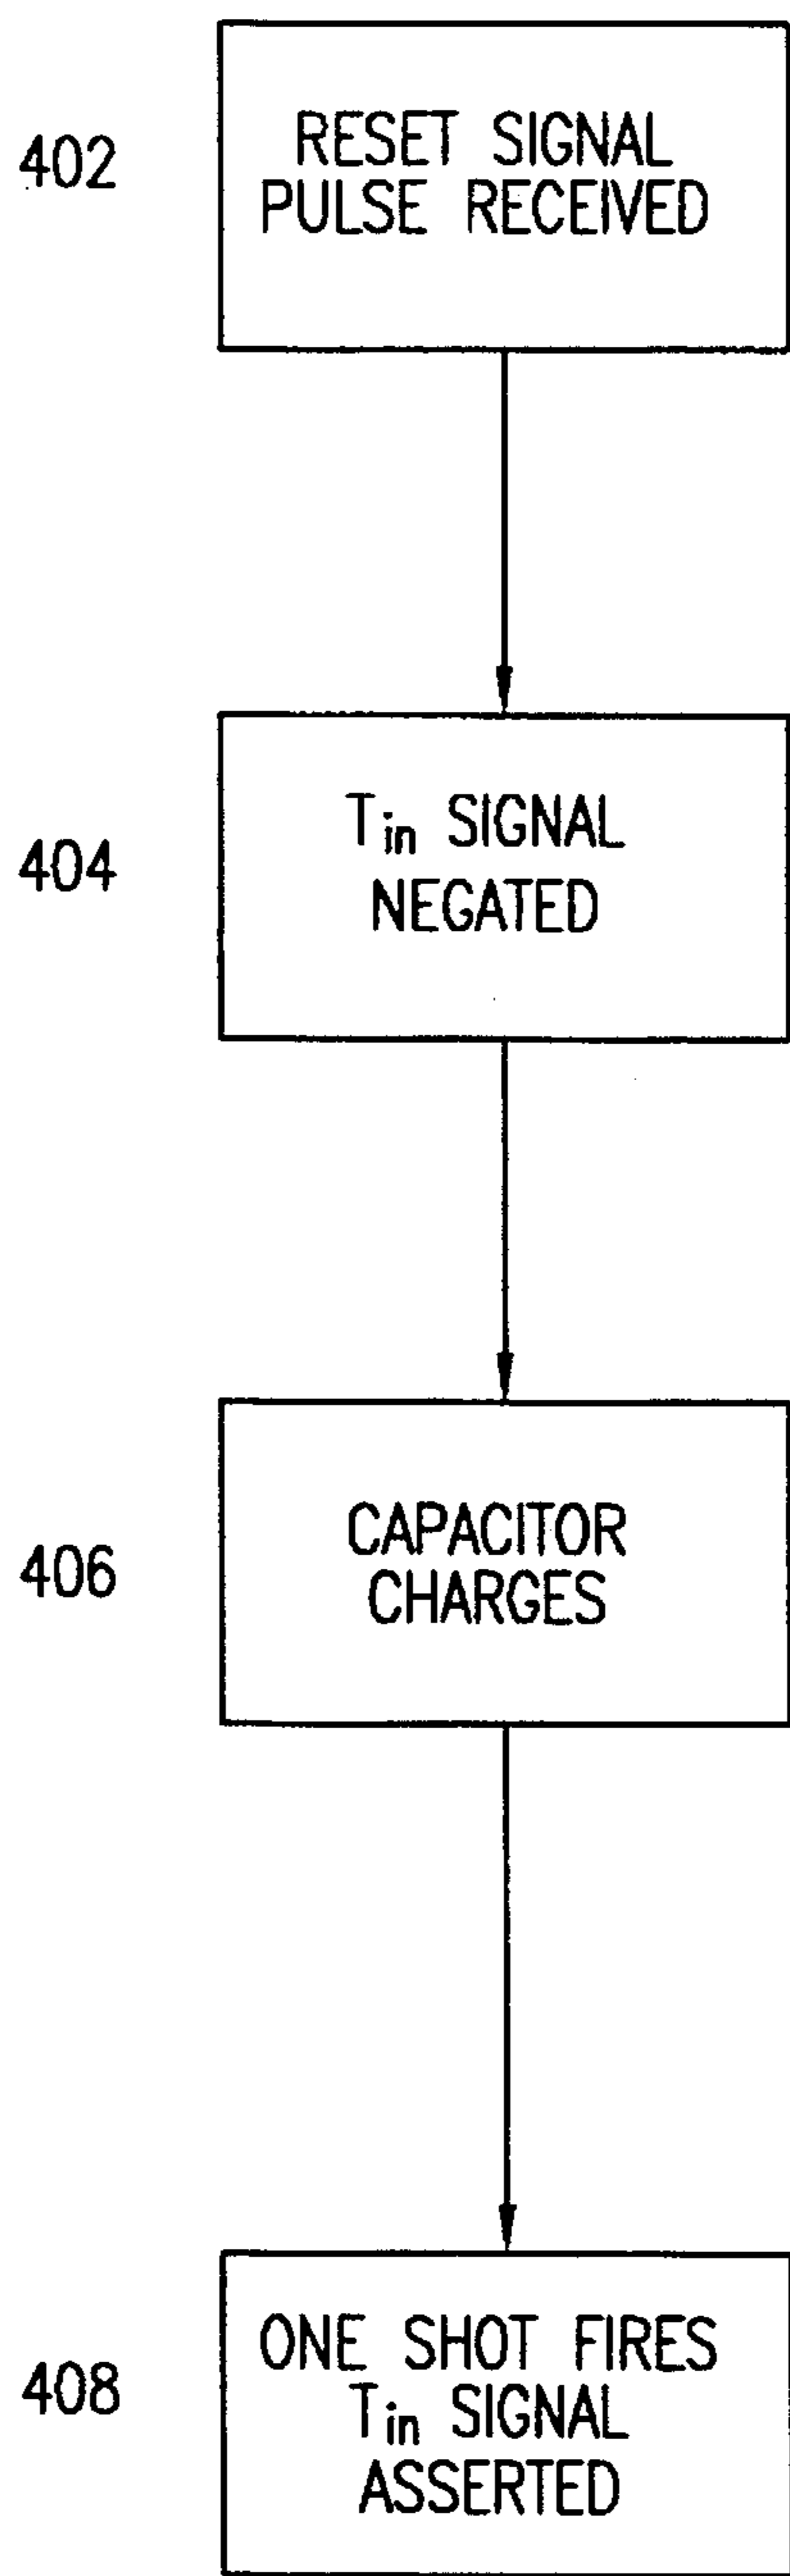 402
RESET SIGNAL
PULSE RECEIVED
404
Tin SIGNAL
NEGATED
406
CAPACITOR
CHARGES
408
ONE SHOT FIRES
Tin SIGNAL
ASSERTED